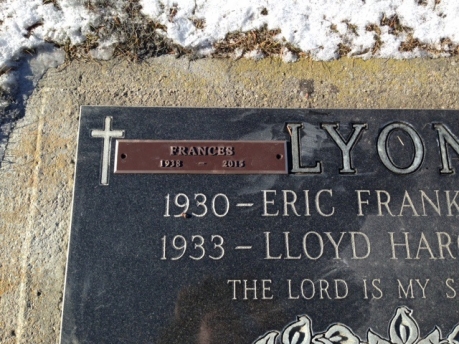 FRANCES
1938 – 2015
LYON
1930 – ERIC FRANK
1933 – LLOYD HAR
THE LORD IS MY S